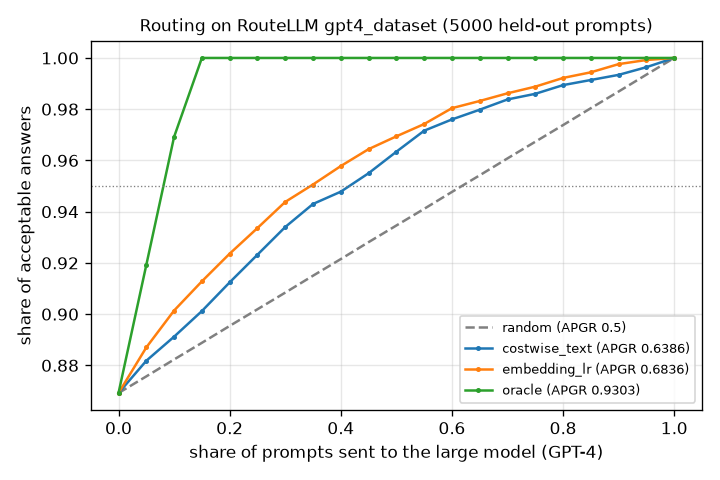 Routing on RouteLLM gpt4_dataset (5000 held-out prompts)
share of acceptable answers
1.00
0.98
0.96
0.94
0.92
0.90
0.88
random (APGR 0.5)
costwise_text (APGR 0.6386)
embedding_lr (APGR 0.6836)
oracle (APGR 0.9303)
0.0 0.2 0.4 0.6 0.8 1.0
share of prompts sent to the large model (GPT-4)